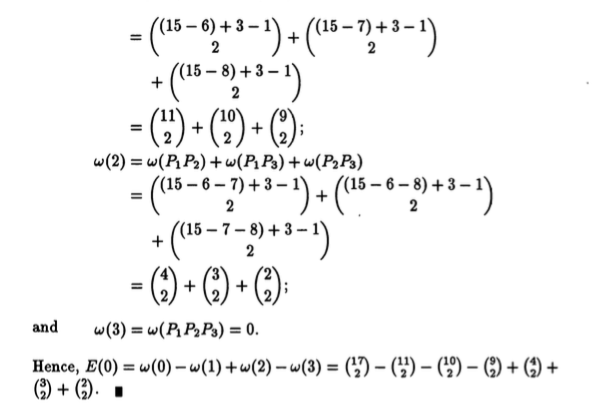 = \binom{(15-6)+3-1}{2} + \binom{(15-7)+3-1}{2}
+ \binom{(15-8)+3-1}{2}
= \binom{11}{2} + \binom{10}{2} + \binom{9}{2};
ω(2) = ω(P₁P₂) + ω(P₁P₃) + ω(P₂P₃)
= \binom{(15-6-7)+3-1}{2} + \binom{(15-6-8)+3-1}{2}
+ \binom{(15-7-8)+3-1}{2}
= \binom{4}{2} + \binom{3}{2} + \binom{2}{2};
and ω(3) = ω(P₁P₂P₃) = 0.
Hence, E(0) = ω(0) − ω(1) + ω(2) − ω(3) = \binom{17}{2} − \binom{11}{2} − \binom{10}{2} − \binom{9}{2} + \binom{4}{2} +
\binom{3}{2} + \binom{2}{2}. ∎